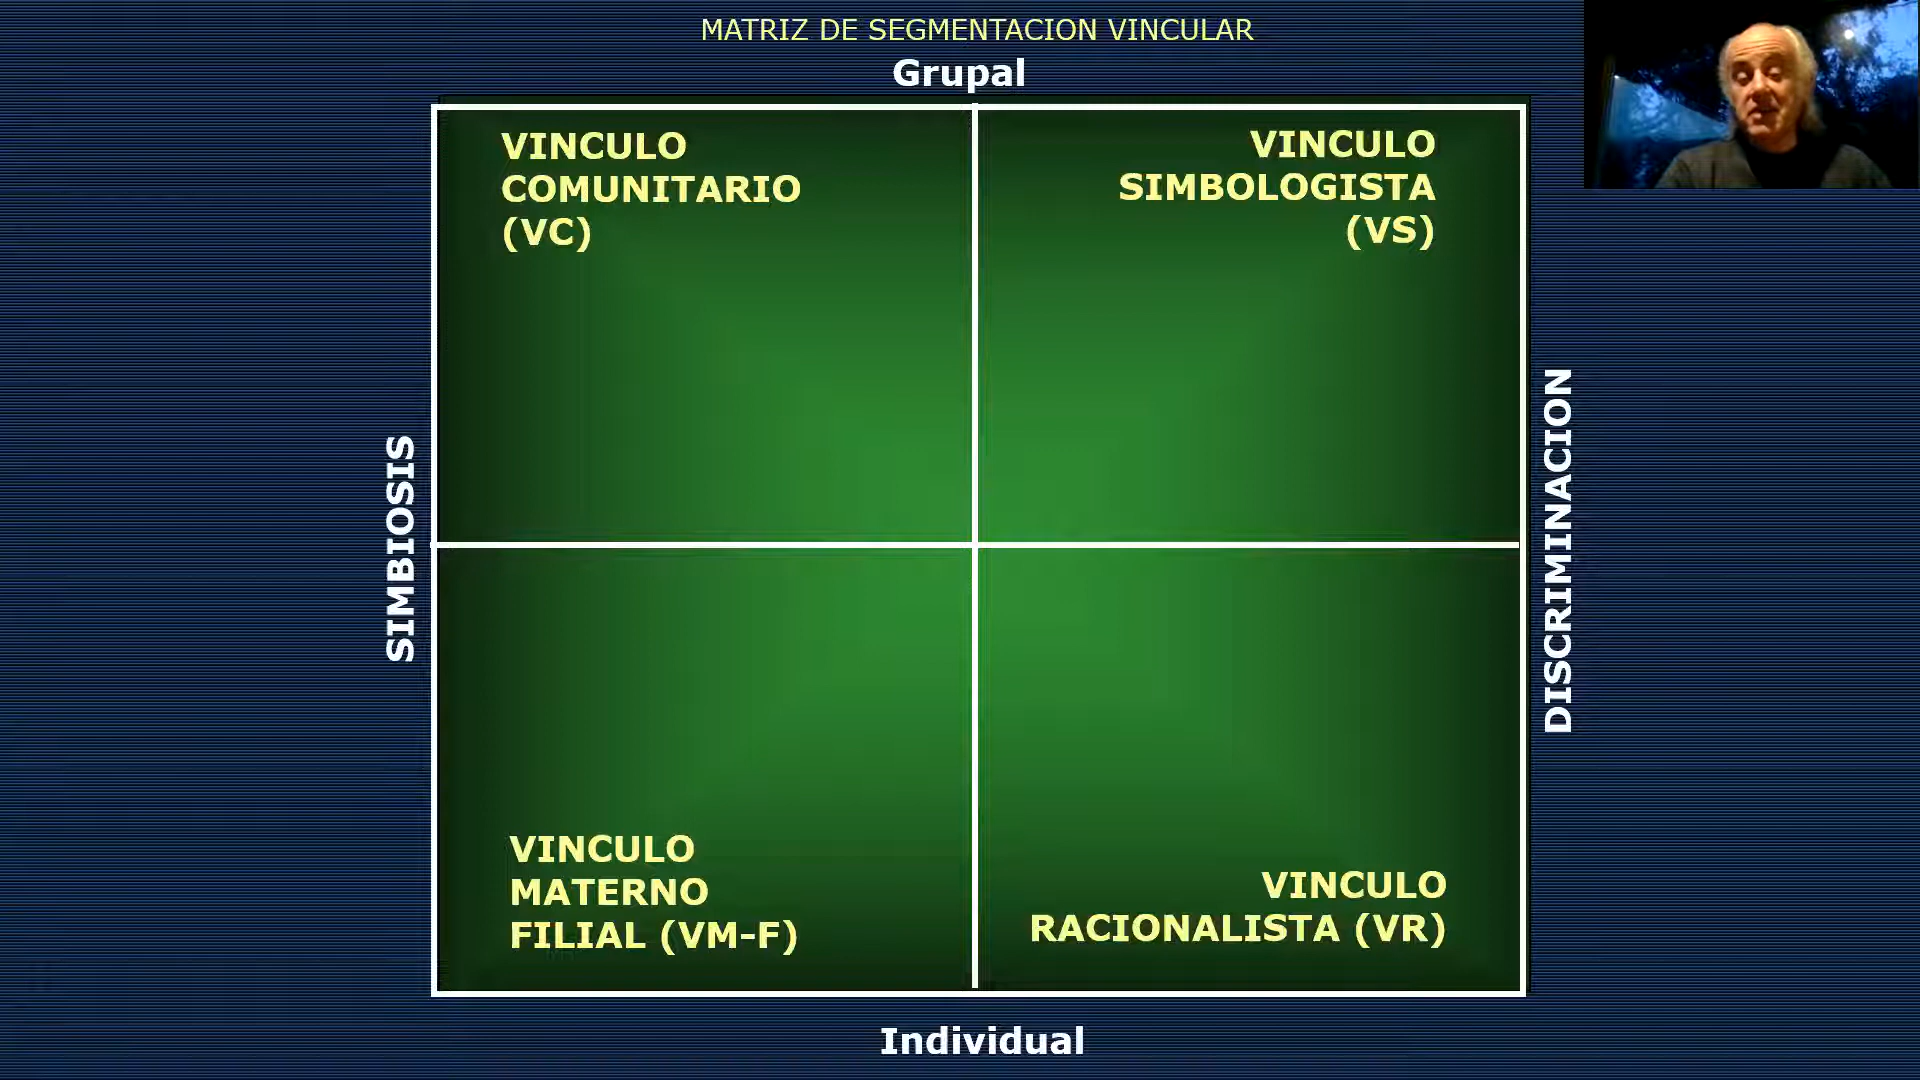 MATRIZ DE SEGMENTACION VINCULAR
Grupal
VINCULO
COMUNITARIO
(VC)
VINCULO
SIMBOLOGISTA
(VS)
SIMBIOSIS
DISCRIMINACION
VINCULO
MATERNO
FILIAL (VM-F)
VINCULO
RACIONALISTA (VR)
Individual